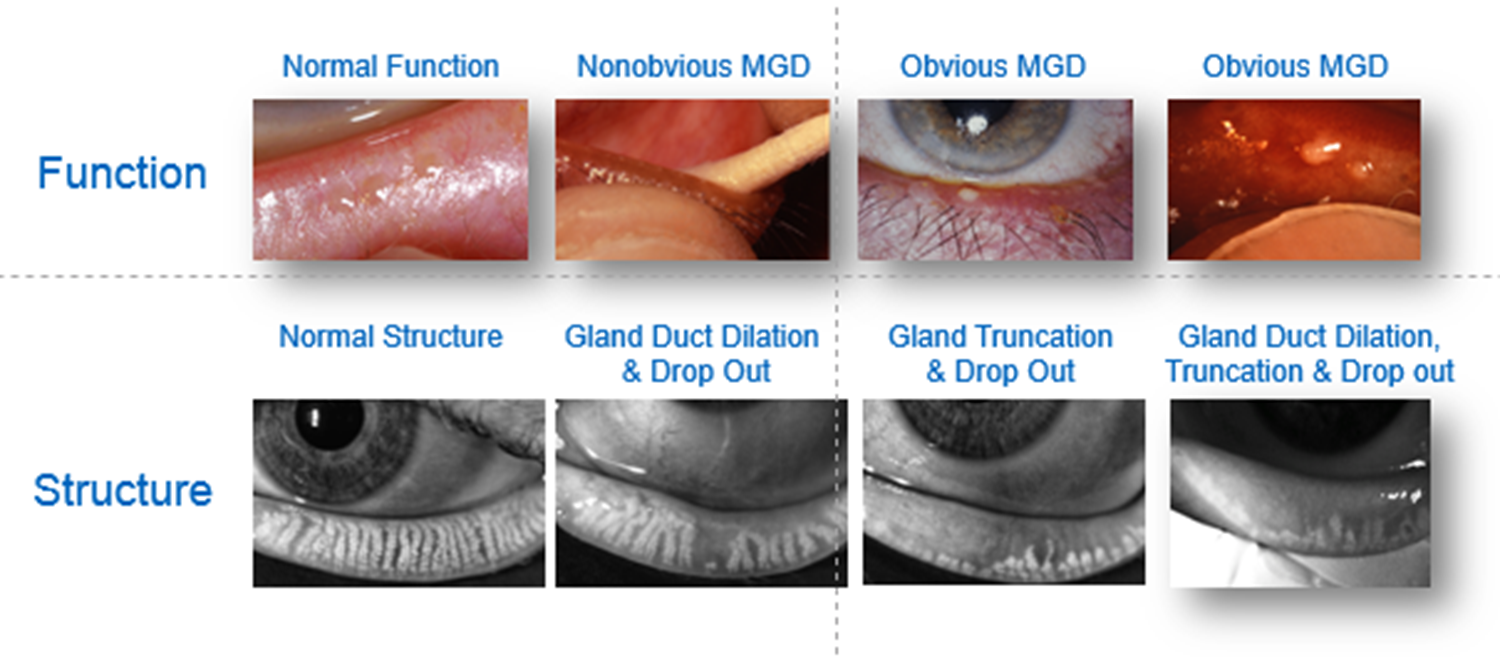 Normal Function
Nonobvious MGD
Obvious MGD
Obvious MGD
Function
Normal Structure
Gland Duct Dilation
& Drop Out
Gland Truncation
& Drop Out
Gland Duct Dilation,
Truncation & Drop out
Structure